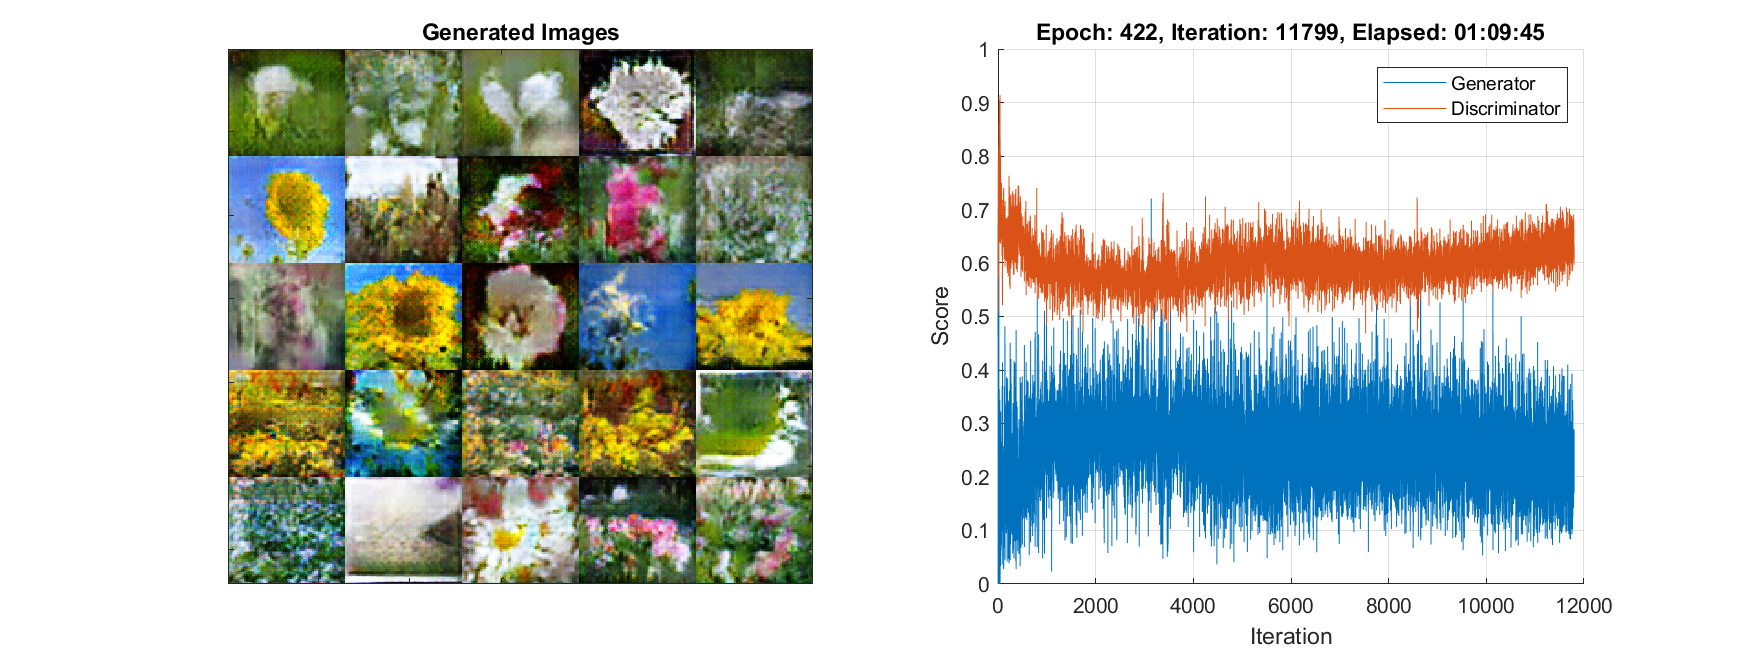 Generated Images
Epoch: 422, Iteration: 11799, Elapsed: 01:09:45
Generator
Discriminator
1
0.9
0.8
0.7
0.6
0.5
0.4
0.3
0.2
0.1
0
Score
0 2000 4000 6000 8000 10000 12000
Iteration